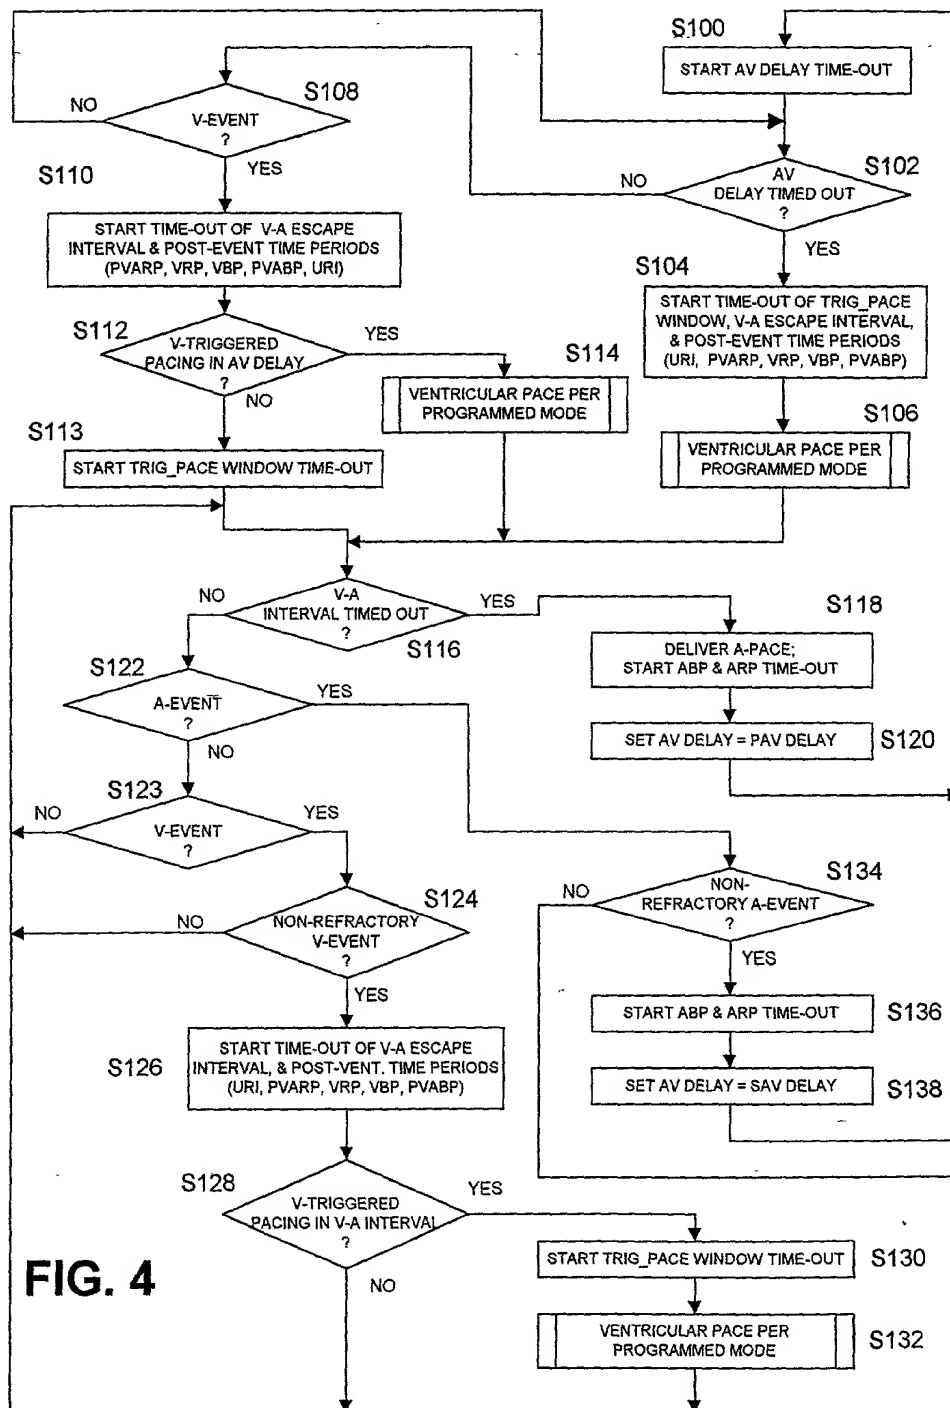 S100
START AV DELAY TIME-OUT
S108
NO
V-EVENT
?
YES
S102
AV
DELAY TIMED OUT
?
NO
YES
S110
START TIME-OUT OF V-A ESCAPE
INTERVAL & POST-EVENT TIME PERIODS
(PVARP, VRP, VBP, PVABP, URI)
S104
START TIME-OUT OF TRIG_PACE
WINDOW, V-A ESCAPE INTERVAL,
& POST-EVENT TIME PERIODS
(URI, PVARP, VRP, VBP, PVABP)
S112
V-TRIGGERED
PACING IN AV DELAY
?
YES
NO
S114
VENTRICULAR PACE PER
PROGRAMMED MODE
S106
VENTRICULAR PACE PER
PROGRAMMED MODE
S113
START TRIG_PACE WINDOW TIME-OUT
NO
V-A
INTERVAL TIMED OUT
?
YES
S116
S118
DELIVER A-PACE;
START ABP & ARP TIME-OUT
SET AV DELAY = PAV DELAY
S120
S122
A-EVENT
?
YES
NO
S123
NO
V-EVENT
?
YES
S124
NO
NON-REFRACTORY
V-EVENT
?
YES
S134
NO
NON-
REFRACTORY A-EVENT
?
YES
START ABP & ARP TIME-OUT
S136
SET AV DELAY = SAV DELAY
S138
S126
START TIME-OUT OF V-A ESCAPE
INTERVAL, & POST-VENT. TIME PERIODS
(URI, PVARP, VRP, VBP, PVABP)
S128
V-TRIGGERED
PACING IN V-A INTERVAL
?
YES
NO
START TRIG_PACE WINDOW TIME-OUT
S130
VENTRICULAR PACE PER
PROGRAMMED MODE
S132
FIG. 4